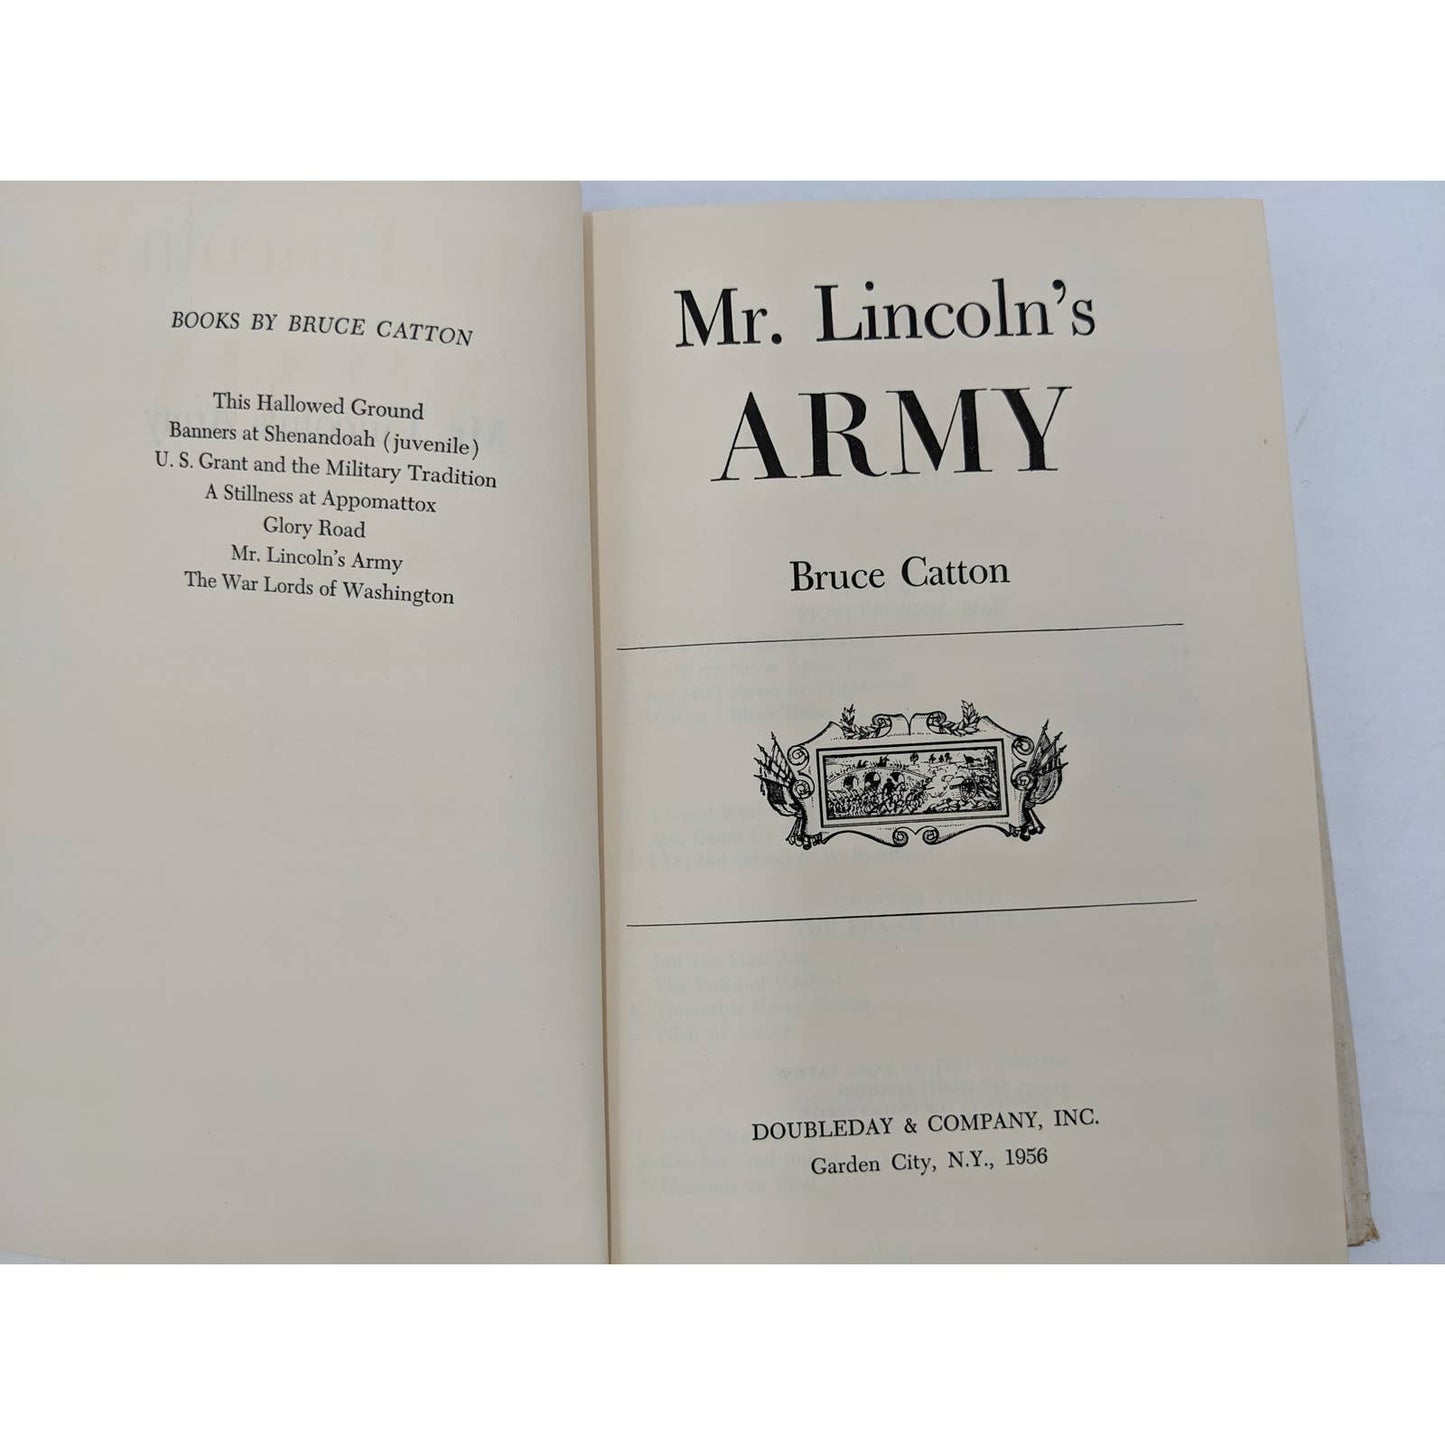 BOOKS BY BRUCE CATTON
This Hallowed Ground
Banners at Shenandoah (juvenile)
U. S. Grant and the Military Tradition
A Stillness at Appomattox
Glory Road
Mr. Lincoln's Army
The War Lords of Washington
Mr. Lincoln's
ARMY
Bruce Catton
DOUBLEDAY & COMPANY, INC.
Garden City, N.Y., 1956